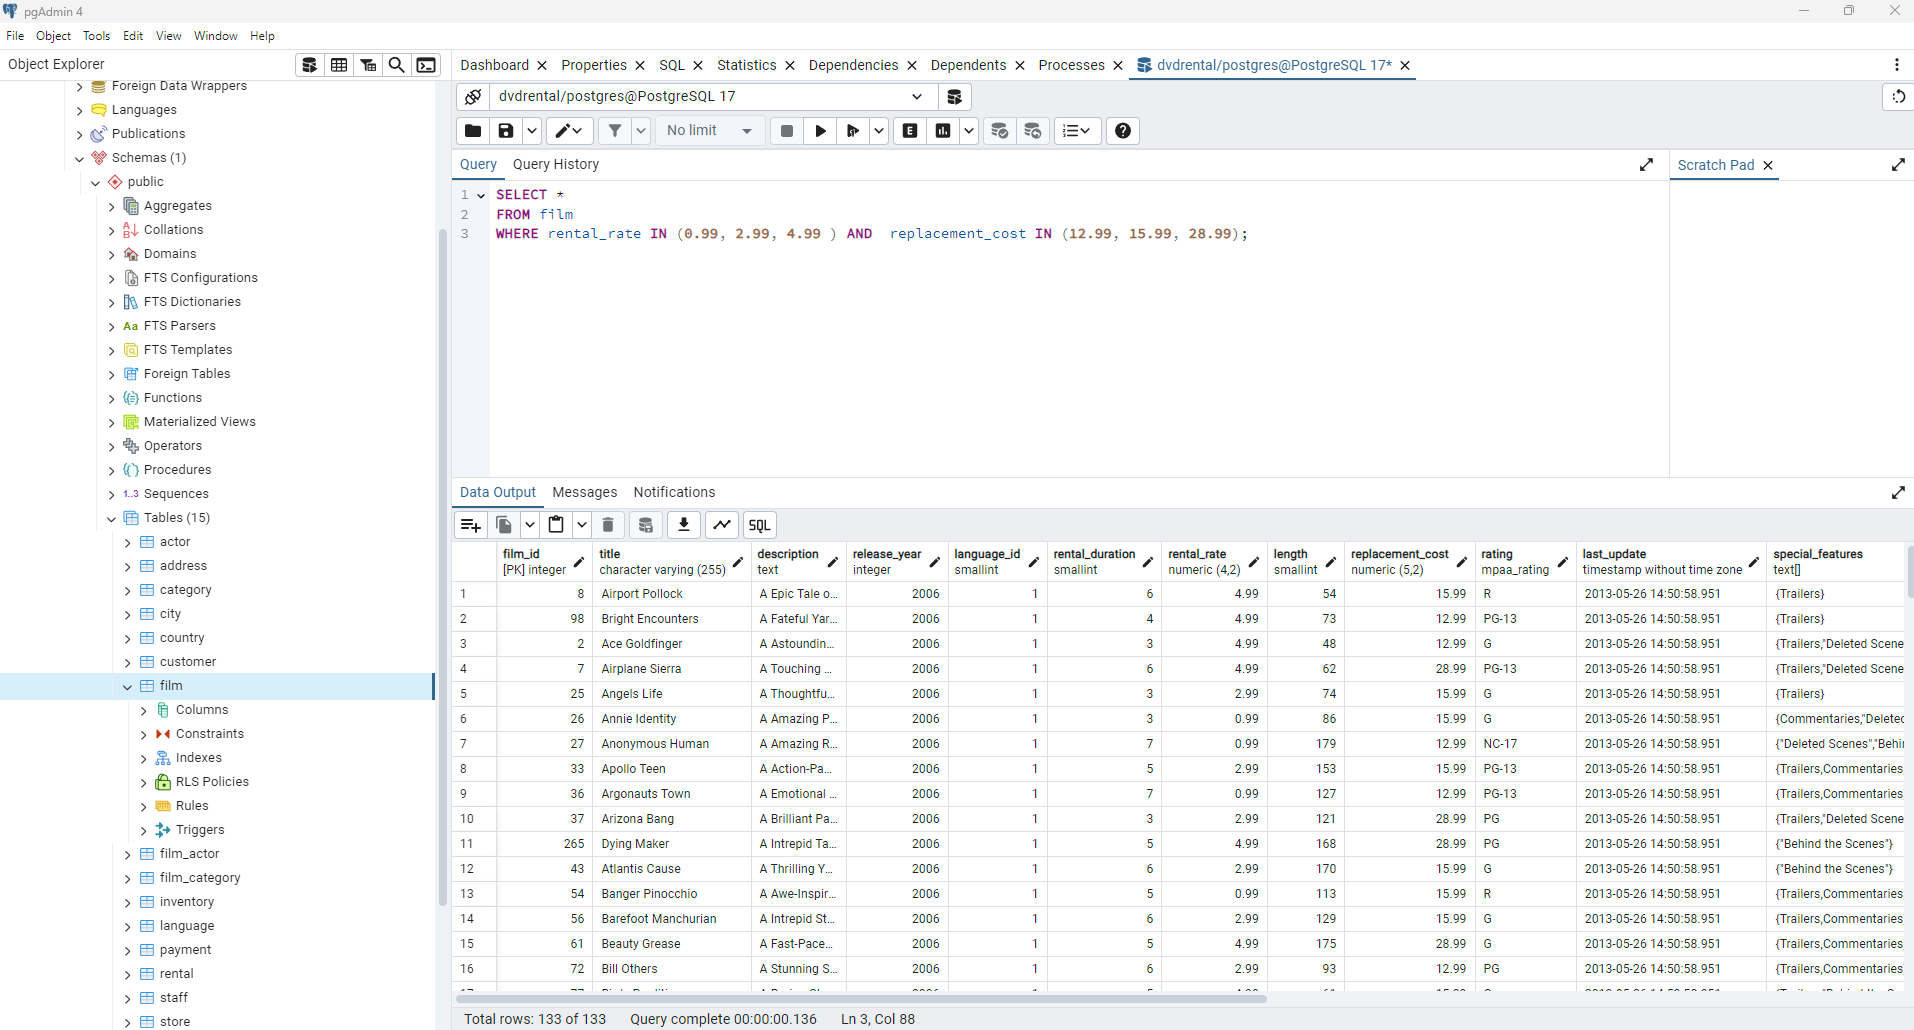 pgAdmin 4
File Object Tools Edit View Window Help
Object Explorer
Foreign Data Wrappers
Languages
Publications
Schemas (1)
public
Aggregates
Collations
Domains
FTS Configurations
FTS Dictionaries
Aa FTS Parsers
FTS Templates
Foreign Tables
Functions
Materialized Views
Operators
Procedures
1..3 Sequences
Tables (15)
actor
address
category
city
country
customer
film
Columns
Constraints
Indexes
RLS Policies
Rules
Triggers
film_actor
film_category
inventory
language
payment
rental
staff
store
Dashboard Properties SQL Statistics Dependencies Dependents Processes dvdrental/postgres@PostgreSQL 17*
dvdrental/postgres@PostgreSQL 17
No limit E
Query Query History
Scratch Pad
1 SELECT *
2 FROM film
3 WHERE rental_rate IN (0.99, 2.99, 4.99 ) AND  replacement_cost IN (12.99, 15.99, 28.99);
Data Output Messages Notifications
SQL
film_id title description release_year language_id rental_duration rental_rate length replacement_cost rating last_update special_features
[PK] integer character varying (255) text integer smallint smallint numeric (4,2) smallint numeric (5,2) mpaa_rating timestamp without time zone text[]
1 8 Airport Pollock A Epic Tale o... 2006 1 6 4.99 54 15.99 R 2013-05-26 14:50:58.951 {Trailers}
2 98 Bright Encounters A Fateful Yar... 2006 1 4 4.99 73 12.99 PG-13 2013-05-26 14:50:58.951 {Trailers}
3 2 Ace Goldfinger A Astoundin... 2006 1 3 4.99 48 12.99 G 2013-05-26 14:50:58.951 {Trailers,"Deleted Scene
4 7 Airplane Sierra A Touching ... 2006 1 6 4.99 62 28.99 PG-13 2013-05-26 14:50:58.951 {Trailers,"Deleted Scene
5 25 Angels Life A Thoughtfu... 2006 1 3 2.99 74 15.99 G 2013-05-26 14:50:58.951 {Trailers}
6 26 Annie Identity A Amazing P... 2006 1 3 0.99 86 15.99 G 2013-05-26 14:50:58.951 {Commentaries,"Deleted
7 27 Anonymous Human A Amazing R... 2006 1 7 0.99 179 12.99 NC-17 2013-05-26 14:50:58.951 {"Deleted Scenes","Behin
8 33 Apollo Teen A Action-Pa... 2006 1 5 2.99 153 15.99 PG-13 2013-05-26 14:50:58.951 {Trailers,Commentaries
9 36 Argonauts Town A Emotional ... 2006 1 7 0.99 127 12.99 PG-13 2013-05-26 14:50:58.951 {Trailers,Commentaries
10 37 Arizona Bang A Brilliant Pa... 2006 1 3 2.99 121 28.99 PG 2013-05-26 14:50:58.951 {Trailers,"Deleted Scene
11 265 Dying Maker A Intrepid Ta... 2006 1 5 4.99 168 28.99 PG 2013-05-26 14:50:58.951 {"Behind the Scenes"}
12 43 Atlantis Cause A Thrilling Y... 2006 1 6 2.99 170 15.99 G 2013-05-26 14:50:58.951 {"Behind the Scenes"}
13 54 Banger Pinocchio A Awe-Inspir... 2006 1 5 0.99 113 15.99 R 2013-05-26 14:50:58.951 {Trailers,Commentaries
14 56 Barefoot Manchurian A Intrepid St... 2006 1 6 2.99 129 15.99 G 2013-05-26 14:50:58.951 {Trailers,Commentaries
15 61 Beauty Grease A Fast-Pace... 2006 1 5 4.99 175 28.99 G 2013-05-26 14:50:58.951 {Trailers,Commentaries
16 72 Bill Others A Stunning S... 2006 1 6 2.99 93 12.99 PG 2013-05-26 14:50:58.951 {Trailers,Commentaries
Total rows: 133 of 133 Query complete 00:00:00.136 Ln 3, Col 88